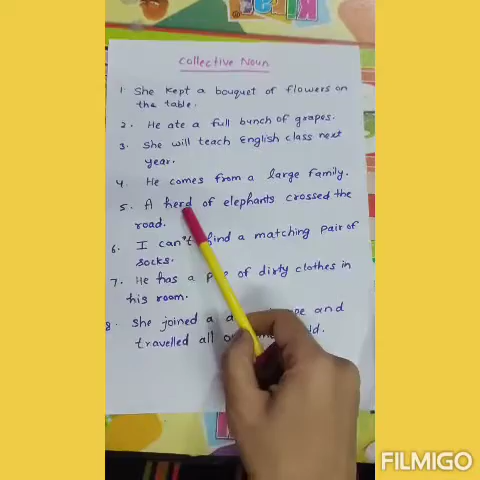 Collective Noun
1 She kept a bouquet of flowers on
the table.
2. He ate a full bunch of grapes.
3. She will teach English class next
year.
4. He comes from a large family.
5. A herd of elephants crossed the
road.
6. I can't find a matching pair of
socks.
7. He has a of dirty clothes in
his room.
8. She joined a and
travelled all
FILMIGO